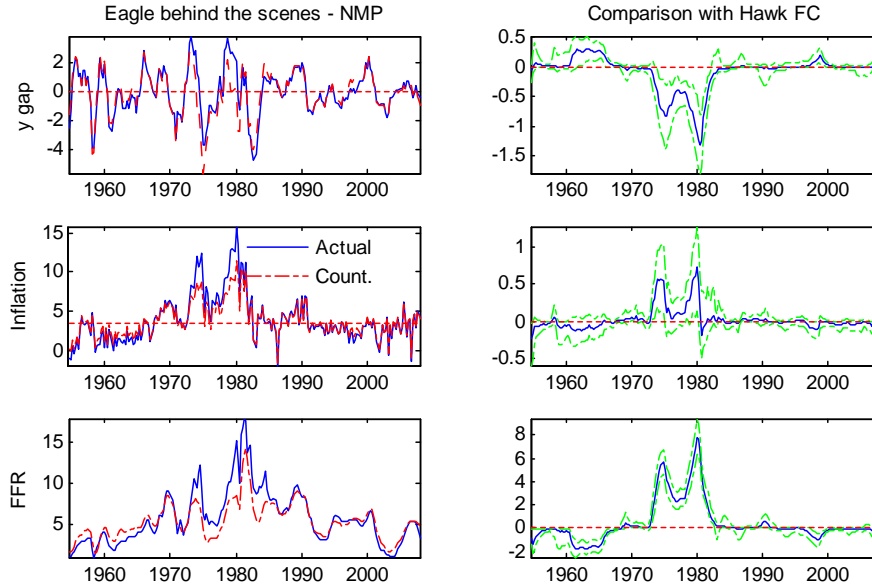 Eagle behind the scenes - NMP
Comparison with Hawk FC
y gap
2
0
-2
-4
1960 1970 1980 1990 2000
0.5
0
-0.5
-1
-1.5
1960 1970 1980 1990 2000
Inflation
15
10
5
0
Actual
Count.
1960 1970 1980 1990 2000
1
0.5
0
-0.5
1960 1970 1980 1990 2000
FFR
15
10
5
1960 1970 1980 1990 2000
8
6
4
2
0
-2
1960 1970 1980 1990 2000